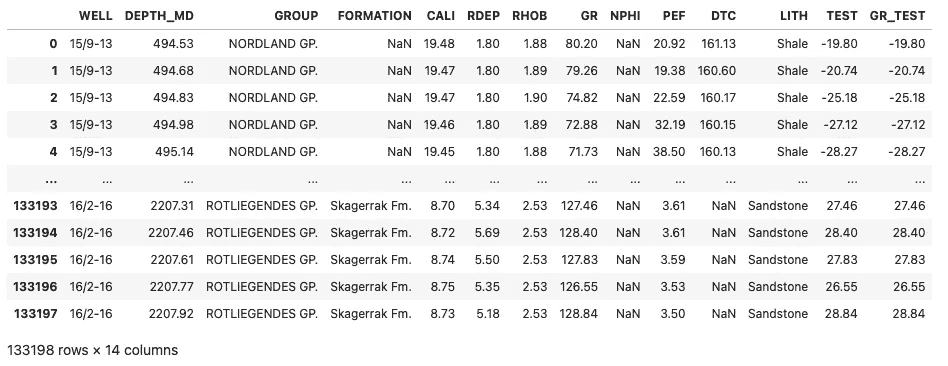 WELL DEPTH_MD GROUP FORMATION CALI RDEP RHOB GR NPHI PEF DTC LITH TEST GR_TEST
0 15/9-13 494.53 NORDLAND GP. NaN 19.48 1.80 1.88 80.20 NaN 20.92 161.13 Shale -19.80 -19.80
1 15/9-13 494.68 NORDLAND GP. NaN 19.47 1.80 1.89 79.26 NaN 19.38 160.60 Shale -20.74 -20.74
2 15/9-13 494.83 NORDLAND GP. NaN 19.47 1.80 1.90 74.82 NaN 22.59 160.17 Shale -25.18 -25.18
3 15/9-13 494.98 NORDLAND GP. NaN 19.46 1.80 1.89 72.88 NaN 32.19 160.15 Shale -27.12 -27.12
4 15/9-13 495.14 NORDLAND GP. NaN 19.45 1.80 1.88 71.73 NaN 38.50 160.13 Shale -28.27 -28.27
... ... ... ... ... ... ... ... ... ... ... ... ... ... ...
133193 16/2-16 2207.31 ROTLIEGENDES GP. Skagerrak Fm. 8.70 5.34 2.53 127.46 NaN 3.61 NaN Sandstone 27.46 27.46
133194 16/2-16 2207.46 ROTLIEGENDES GP. Skagerrak Fm. 8.72 5.69 2.53 128.40 NaN 3.61 NaN Sandstone 28.40 28.40
133195 16/2-16 2207.61 ROTLIEGENDES GP. Skagerrak Fm. 8.74 5.50 2.53 127.83 NaN 3.59 NaN Sandstone 27.83 27.83
133196 16/2-16 2207.77 ROTLIEGENDES GP. Skagerrak Fm. 8.75 5.35 2.53 126.55 NaN 3.53 NaN Sandstone 26.55 26.55
133197 16/2-16 2207.92 ROTLIEGENDES GP. Skagerrak Fm. 8.73 5.18 2.53 128.84 NaN 3.50 NaN Sandstone 28.84 28.84
133198 rows × 14 columns